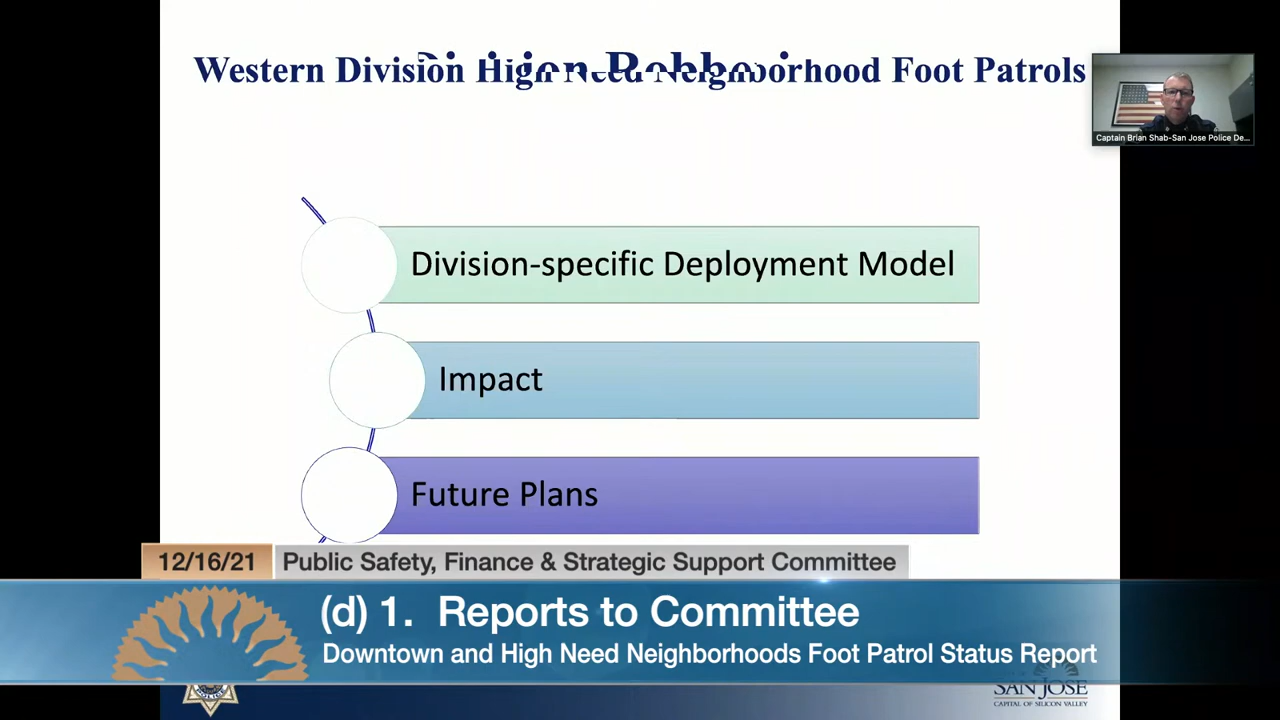 Western Division High Need Neighborhood Foot Patrols
Captain Brian Shab-San Jose Police De...
Division-specific Deployment Model
Impact
Future Plans
12/16/21 Public Safety, Finance & Strategic Support Committee
(d) 1. Reports to Committee
Downtown and High Need Neighborhoods Foot Patrol Status Report
POLICE
SAN JOSE
CAPITAL OF SILICON VALLEY